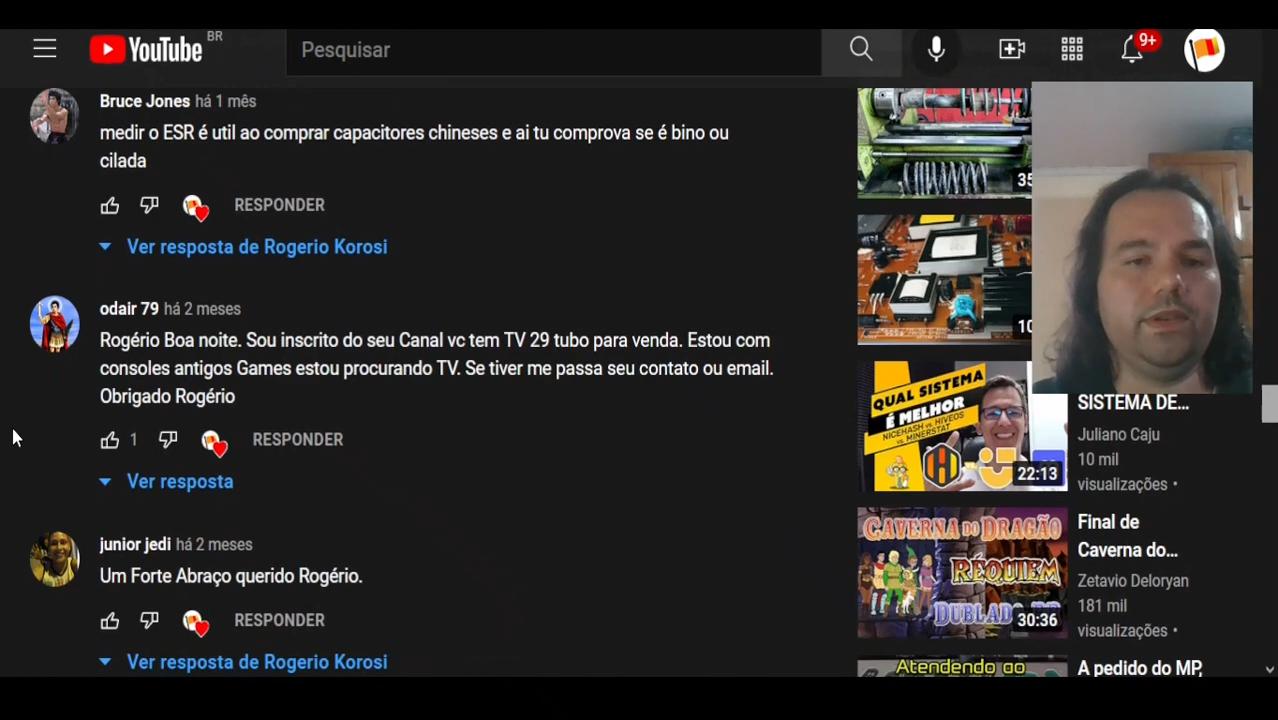 YouTube BR
Pesquisar
9+
Bruce Jones há 1 mês
medir o ESR é util ao comprar capacitores chineses e ai tu comprova se é bino ou
cilada
RESPONDER
Ver resposta de Rogerio Korosi
odair 79 há 2 meses
Rogério Boa noite. Sou inscrito do seu Canal vc tem TV 29 tubo para venda. Estou com
consoles antigos Games estou procurando TV. Se tiver me passa seu contato ou email.
Obrigado Rogério
1
RESPONDER
Ver resposta
junior jedi há 2 meses
Um Forte Abraço querido Rogério.
RESPONDER
Ver resposta de Rogerio Korosi
35
10
QUAL SISTEMA
É MELHOR
NICEHASH vs. HIVEOS
vs. MINERSTAT
22:13
SISTEMA DE...
Juliano Caju
10 mil
visualizações •
CAVERNA DO DRAGÃO
RÉQUIEM
DUBLADO
30:36
Final de
Caverna do...
Zetavio Deloryan
181 mil
visualizações •
Atendendo ao
A pedido do MP,